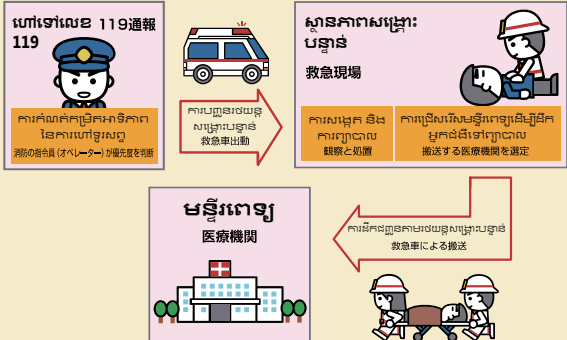 ហៅទៅលេខ 119通報
119
ការកំណត់កម្រិតអាទិភាព
នៃការហៅទូរសព្ទ
消防の指令員（オペレーター）が優先度を判断
ការបញ្ជូនរថយន្ត
សង្គ្រោះបន្ទាន់
救急車出動
ស្ថានភាពសង្គ្រោះ
បន្ទាន់
救急現場
ការសង្កេត និង
ការព្យាបាល
観察と処置
ការជ្រើសរើសមន្ទីរពេទ្យដើម្បីដឹក
អ្នកជំងឺទៅព្យាបាល
搬送する医療機関を選定
ការដឹកជញ្ជូនតាមរថយន្តសង្គ្រោះបន្ទាន់
救急車による搬送
មន្ទីរពេទ្យ
医療機関